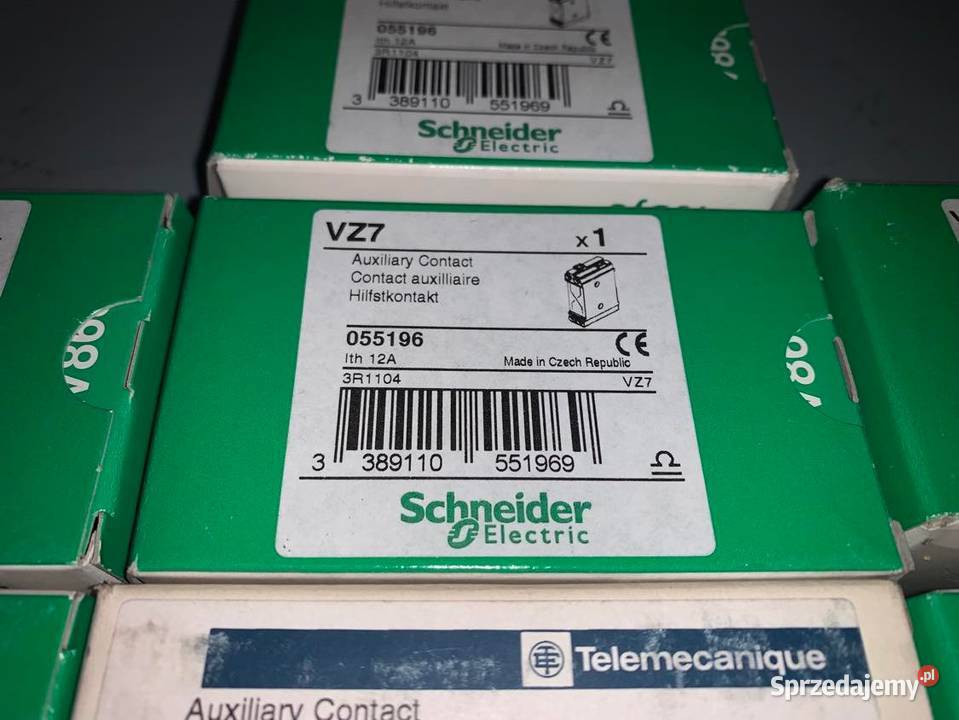 Hilfstkontakt
055196
Ith 12A
Made in Czech Republic
3R1104
VZ7
3 389110 551969
Schneider
Electric
VZ7
x 1
Auxiliary Contact
Contact auxilliaire
Hilfstkontakt
055196
Ith 12A
Made in Czech Republic
3R1104
VZ7
3 389110 551969
Schneider
Electric
Telemecanique
Auxiliary Contact
Sprzedajemy.pl